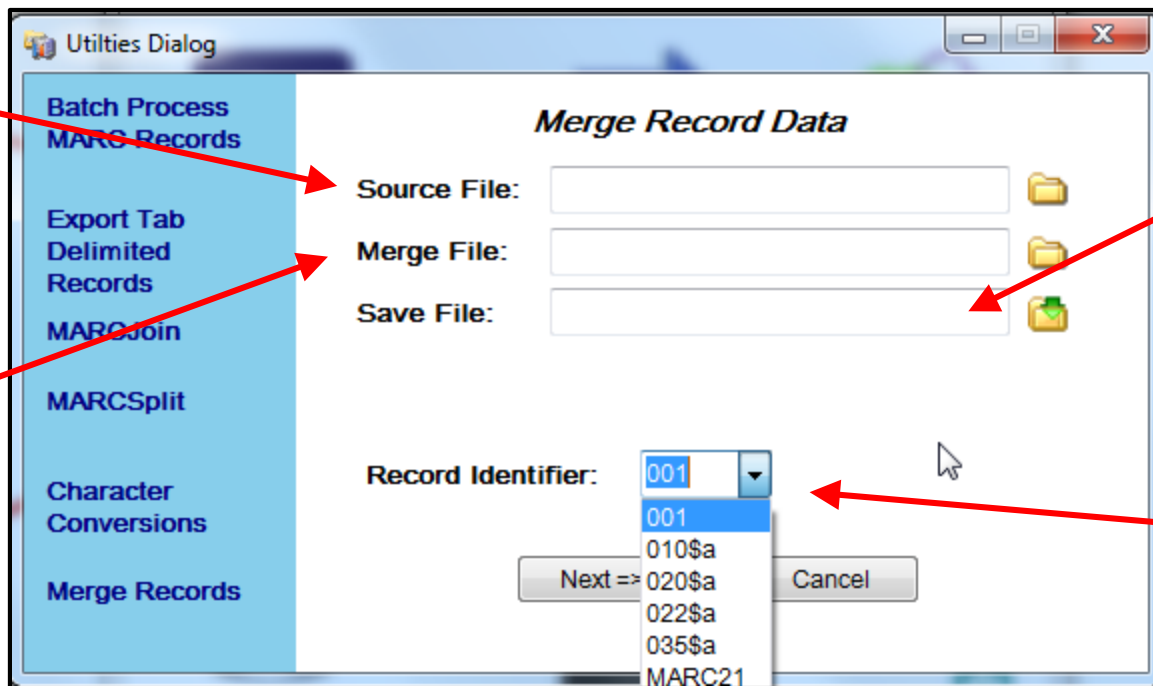 Utilties Dialog
Batch Process
MARC Records
Export Tab
Delimited
Records
MARCJoin
MARCSplit
Character
Conversions
Merge Records
Merge Record Data
Source File:
Merge File:
Save File:
Record Identifier:
001
001
010$a
020$a
022$a
035$a
MARC21
Next =>
Cancel